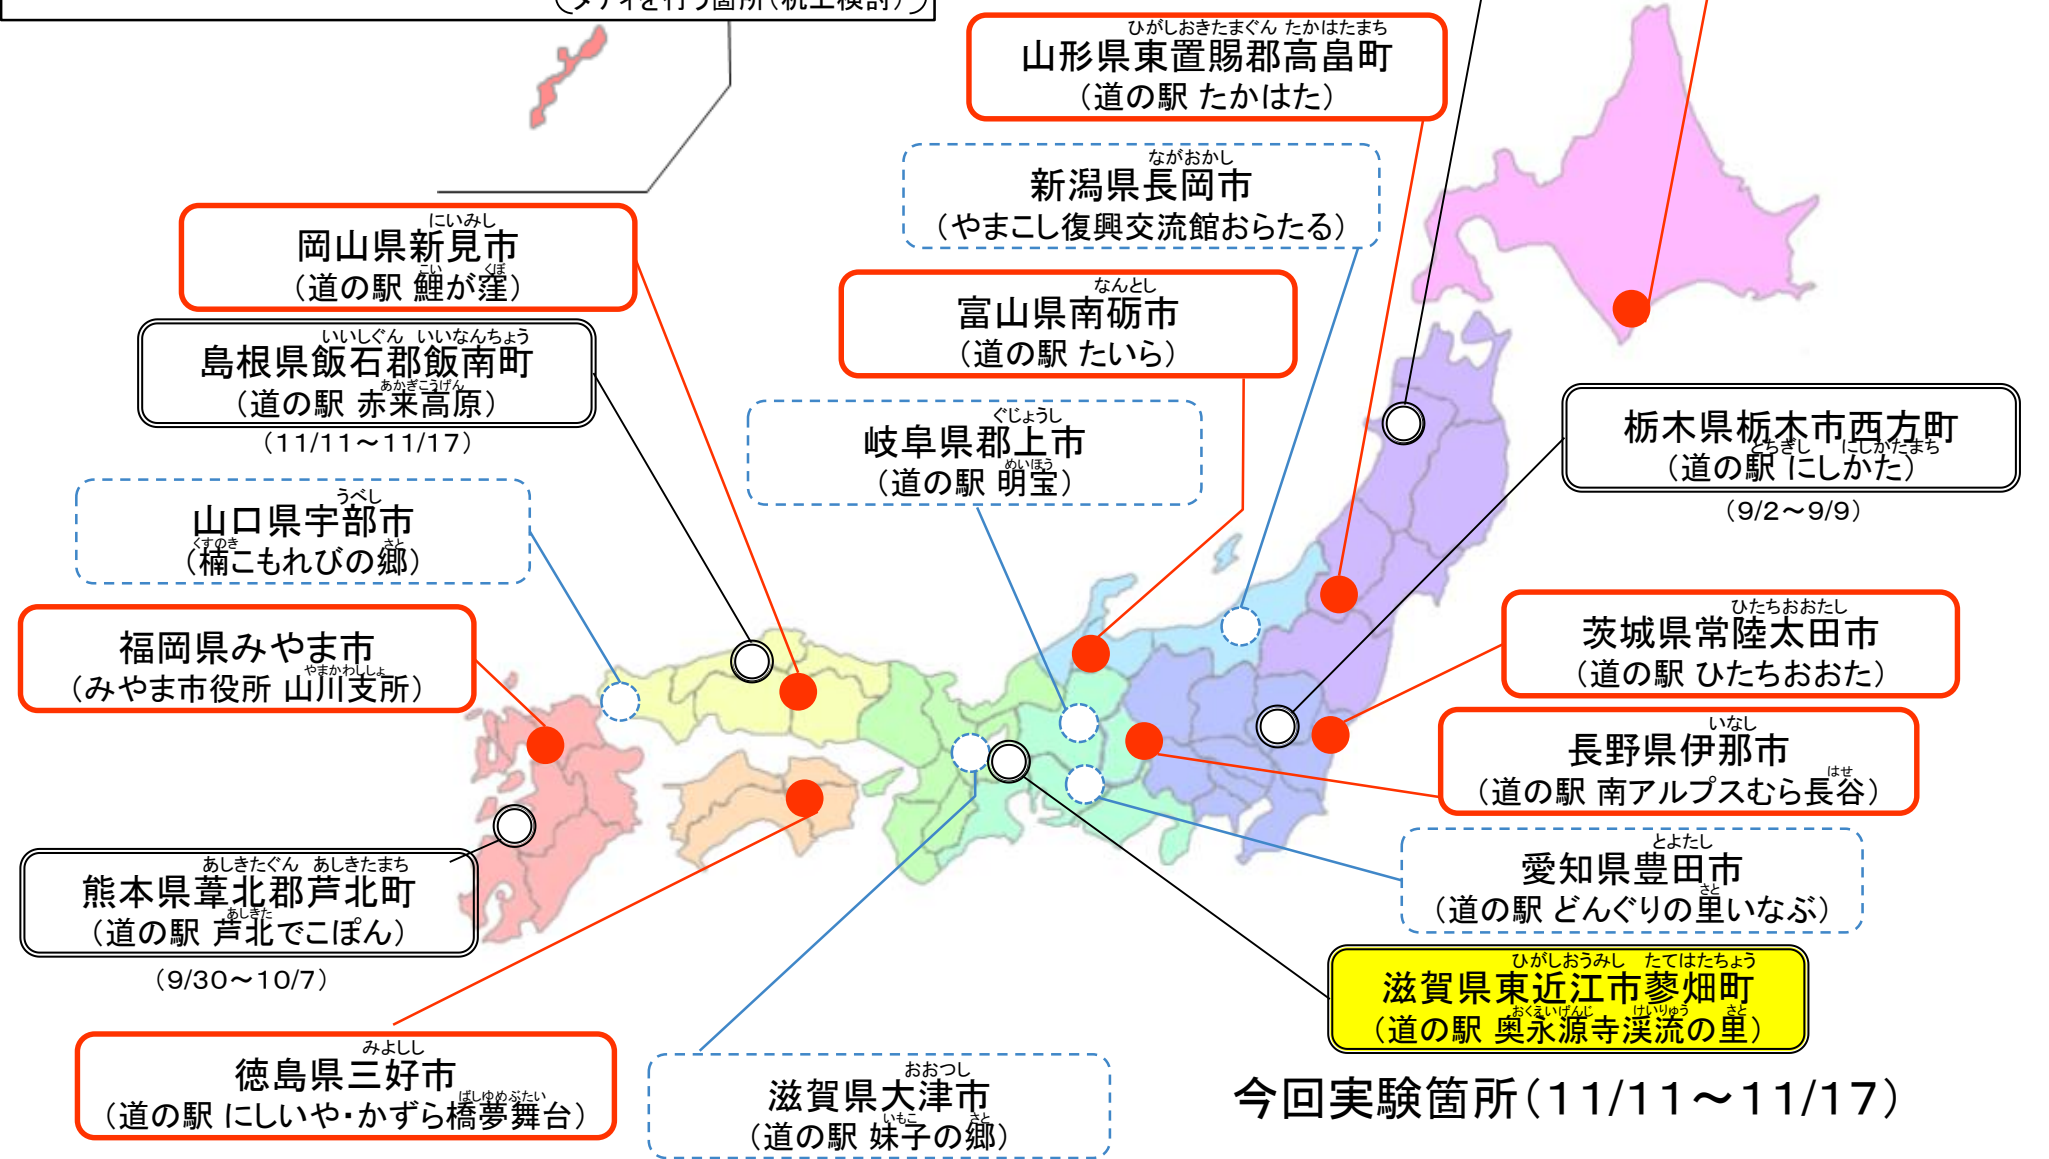 ひがしおきたまぐん たかはたまち
山形県東置賜郡高畠町
（道の駅 たかはた）
ながおかし
新潟県長岡市
（やまこし復興交流館おらたる）
にいみし
岡山県新見市
こい くぼ
（道の駅 鯉が窪）
なんとし
富山県南砺市
（道の駅 たいら）
いいしぐん いいなんちょう
島根県飯石郡飯南町
あかぎこうげん
（道の駅 赤来高原）
（11/11～11/17）
ぐじょうし
岐阜県郡上市
めいほう
（道の駅 明宝）
栃木県栃木市西方町
とちぎし にしかたまち
（道の駅 にしかた）
（9/2～9/9）
うべし
山口県宇部市
くすのき さと
（楠こもれびの郷）
福岡県みやま市
やまかわししょ
（みやま市役所 山川支所）
ひたちおおたし
茨城県常陸太田市
（道の駅 ひたちおおた）
いなし
長野県伊那市
はせ
（道の駅 南アルプスむら長谷）
とよたし
愛知県豊田市
さと
（道の駅 どんぐりの里いなぶ）
あしきたぐん あしきたまち
熊本県葦北郡芦北町
あしきた
（道の駅 芦北でこぽん）
（9/30～10/7）
ひがしおうみし たてはたちょう
滋賀県東近江市蓼畑町
おくえいげんじ けいりゅう さと
（道の駅 奥永源寺渓流の里）
みよしし
徳島県三好市
ばしゆめぶたい
（道の駅 にしいや・かずら橋夢舞台）
おおつし
滋賀県大津市
いもこ さと
（道の駅 妹子の郷）
今回実験箇所（11/11～11/17）